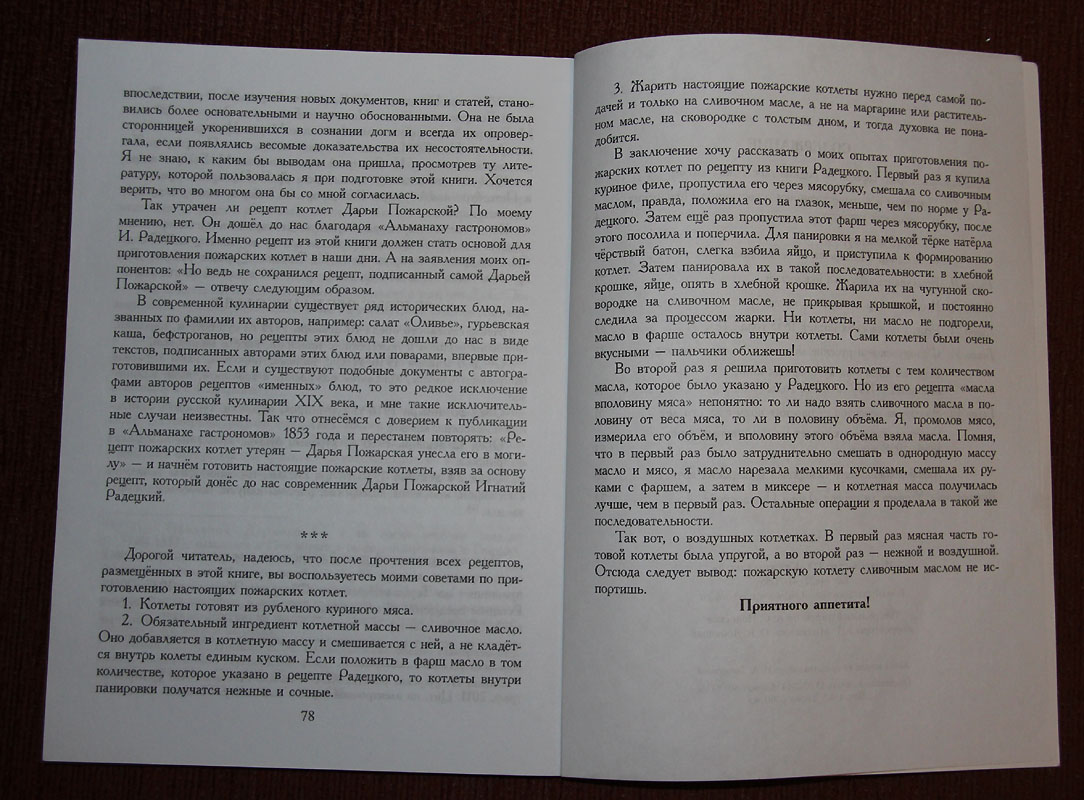 впоследствии, после изучения новых документов, книг и статей, стано-
вились более основательными и научно обоснованными. Она не была
сторонницей укоренившихся в сознании догм и всегда их опровер-
гала, если появлялись весомые доказательства их несостоятельности.
Я не знаю, к каким бы выводам она пришла, просмотрев ту лите-
ратуру, которой пользовалась я при подготовке этой книги. Хочется
верить, что во многом она бы со мной согласилась.
Так утрачен ли рецепт котлет Дарьи Пожарской? По моему
мнению, нет. Он дошёл до нас благодаря «Альманаху гастрономов»
И. Радецкого. Именно рецепт из этой книги должен стать основой для
приготовления пожарских котлет в наши дни. А на заявления моих оп-
понентов: «Но ведь не сохранился рецепт, подписанный самой Дарьей
Пожарской» — отвечу следующим образом.
В современной кулинарии существует ряд исторических блюд, на-
званных по фамилии их авторов, например: салат «Оливье», гурьевская
каша, бефстроганов, но рецепты этих блюд не дошли до нас в виде
текстов, подписанных авторами этих блюд или поварами, впервые при-
готовившими их. Если и существуют подобные документы с автогра-
фами авторов рецептов «именных» блюд, то это редкое исключение
в истории русской кулинарии XIX века, и мне такие исключитель-
ные случаи неизвестны. Так что отнесёмся с доверием к публикации
в «Альманахе гастрономов» 1853 года и перестанем повторять: «Ре-
цепт пожарских котлет утерян — Дарья Пожарская унесла его в моги-
лу» — и начнём готовить настоящие пожарские котлеты, взяв за основу
рецепт, который донёс до нас современник Дарьи Пожарской Игнатий
Радецкий.
***
Дорогой читатель, надеюсь, что после прочтения всех рецептов,
размещённых в этой книге, вы воспользуетесь моими советами по при-
готовлению настоящих пожарских котлет.
1. Котлеты готовят из рубленого куриного мяса.
2. Обязательный ингредиент котлетной массы — сливочное масло.
Оно добавляется в котлетную массу и смешивается с ней, а не кладёт-
ся внутрь колеты единым куском. Если положить в фарш масло в том
количестве, которое указано в рецепте Радецкого, то котлеты внутри
панировки получатся нежные и сочные.
78
3. Жарить настоящие пожарские котлеты нужно перед самой по-
дачей и только на сливочном масле, а не на маргарине или раститель-
ном масле, на сковородке с толстым дном, и тогда духовка не пона-
добится.
В заключение хочу рассказать о моих опытах приготовления по-
жарских котлет по рецепту из книги Радецкого. Первый раз я купила
куриное филе, пропустила его через мясорубку, смешала со сливочным
маслом, правда, положила его на глазок, меньше, чем по норме у Ра-
децкого. Затем ещё раз пропустила этот фарш через мясорубку, после
этого посолила и поперчила. Для панировки я на мелкой тёрке натёрла
чёрствый батон, слегка взбила яйцо, и приступила к формированию
котлет. Затем панировала их в такой последовательности: в хлебной
крошке, яйце, опять в хлебной крошке. Жарила их на чугунной ско-
вородке на сливочном масле, не прикрывая крышкой, и постоянно
следила за процессом жарки. Ни котлеты, ни масло не подгорели,
масло в фарше осталось внутри котлеты. Сами котлеты были очень
вкусными — пальчики оближешь!
Во второй раз я решила приготовить котлеты с тем количеством
масла, которое было указано у Радецкого. Но из его рецепта «масла
вполовину мяса» непонятно: то ли надо взять сливочного масла в по-
ловину от веса мяса, то ли в половину объёма. Я, промолов мясо,
измерила его объём, и вполовину этого объёма взяла масла. Помня,
что в первый раз было затруднительно смешать в однородную массу
масло и мясо, я масло нарезала мелкими кусочками, смешала их ру-
ками с фаршем, а затем в миксере — и котлетная масса получилась
лучше, чем в первый раз. Остальные операции я проделала в такой же
последовательности.
Так вот, о воздушных котлетках. В первый раз мясная часть го-
товой котлеты была упругой, а во второй раз — нежной и воздушной.
Отсюда следует вывод: пожарскую котлету сливочным маслом не ис-
портишь.
Приятного аппетита!